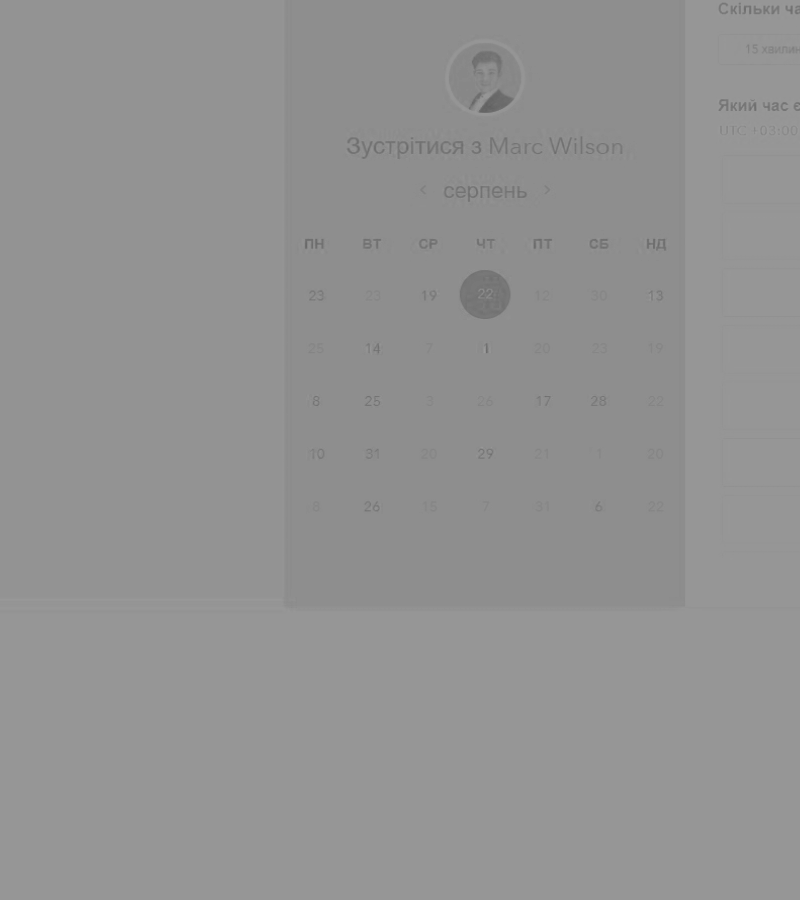 Скільки
15
Який час
UTC +03:00
Зустрітися з Marc Wilson
серпень
ПН ВТ СР ЧТ ПТ СБ НД
23 23 19 22 12 30 13
25 14 7 1 20 23 19
8 25 3 26 17 28 22
10 31 20 29 21 1 20
8 26 15 7 31 6 22